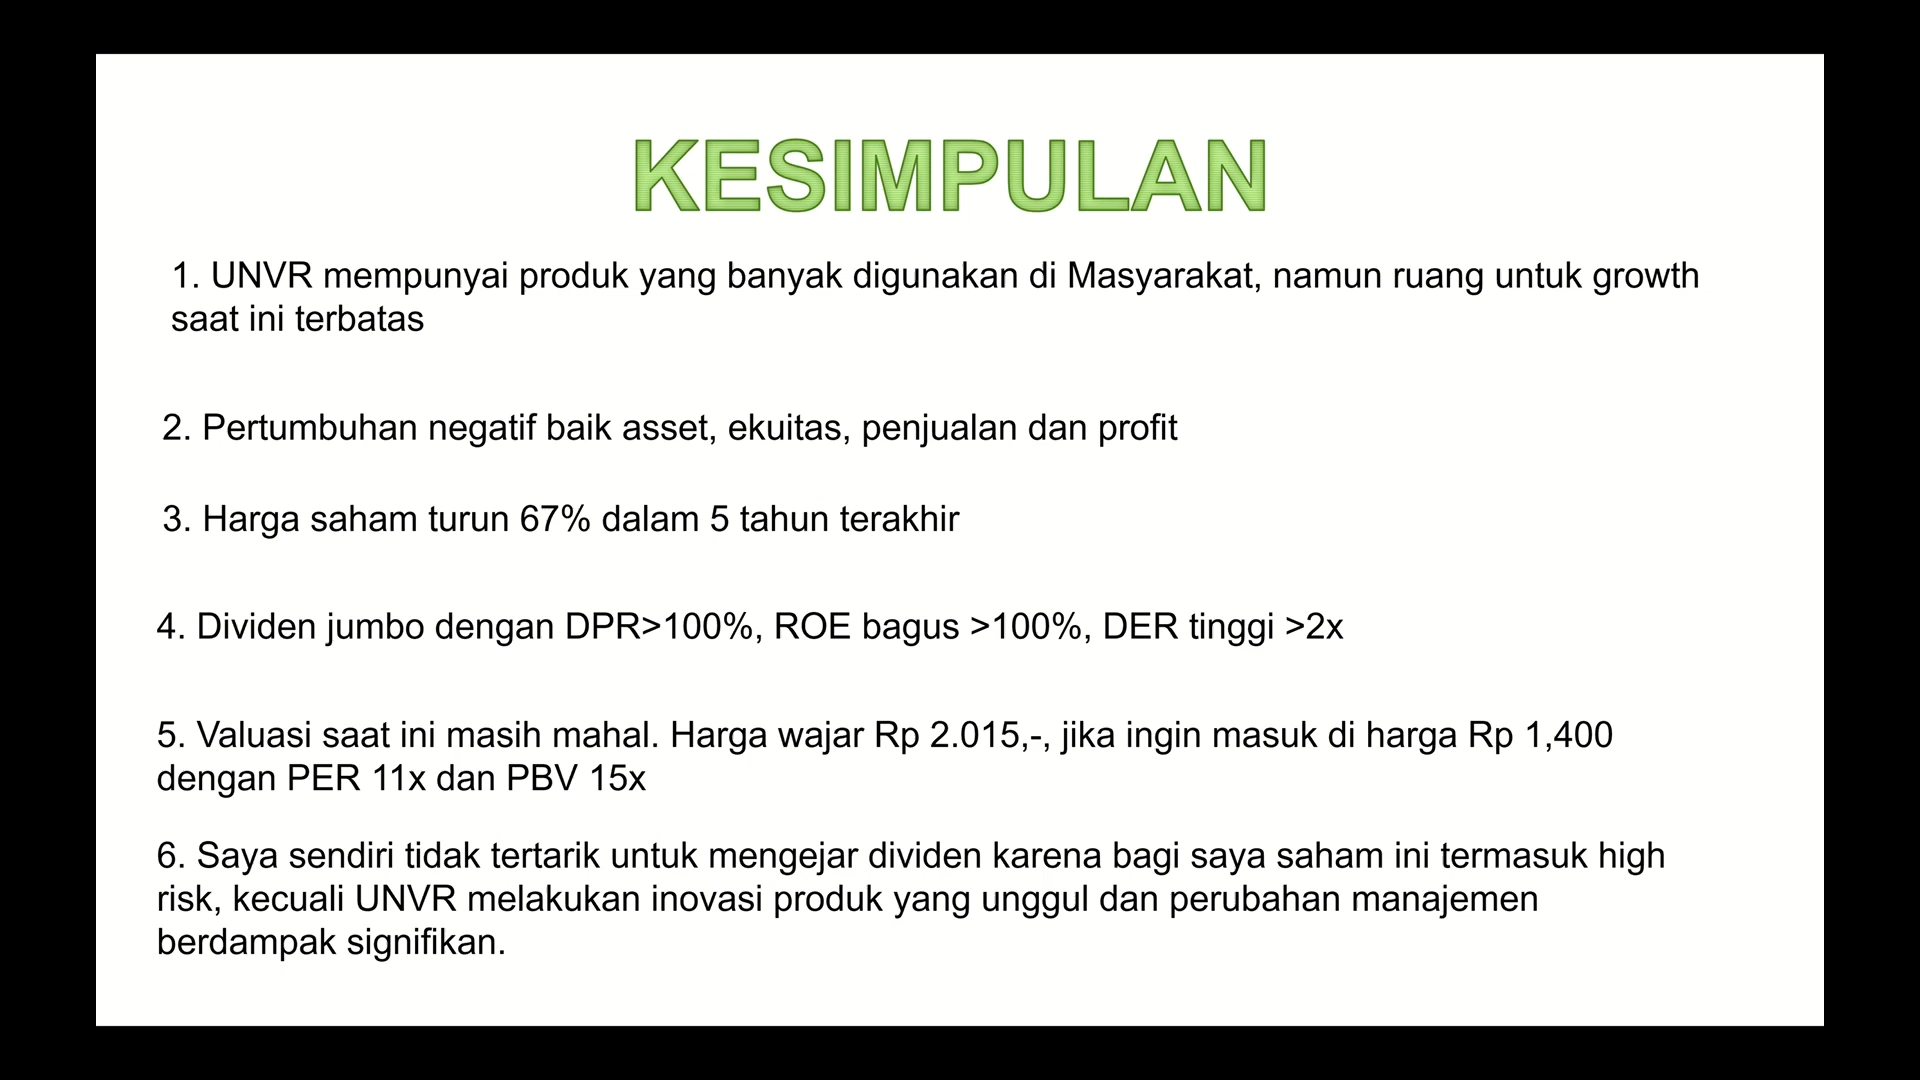 KESIMPULAN
1. UNVR mempunyai produk yang banyak digunakan di Masyarakat, namun ruang untuk growth
saat ini terbatas
2. Pertumbuhan negatif baik asset, ekuitas, penjualan dan profit
3. Harga saham turun 67% dalam 5 tahun terakhir
4. Dividen jumbo dengan DPR>100%, ROE bagus >100%, DER tinggi >2x
5. Valuasi saat ini masih mahal. Harga wajar Rp 2.015,-, jika ingin masuk di harga Rp 1,400
dengan PER 11x dan PBV 15x
6. Saya sendiri tidak tertarik untuk mengejar dividen karena bagi saya saham ini termasuk high
risk, kecuali UNVR melakukan inovasi produk yang unggul dan perubahan manajemen
berdampak signifikan.